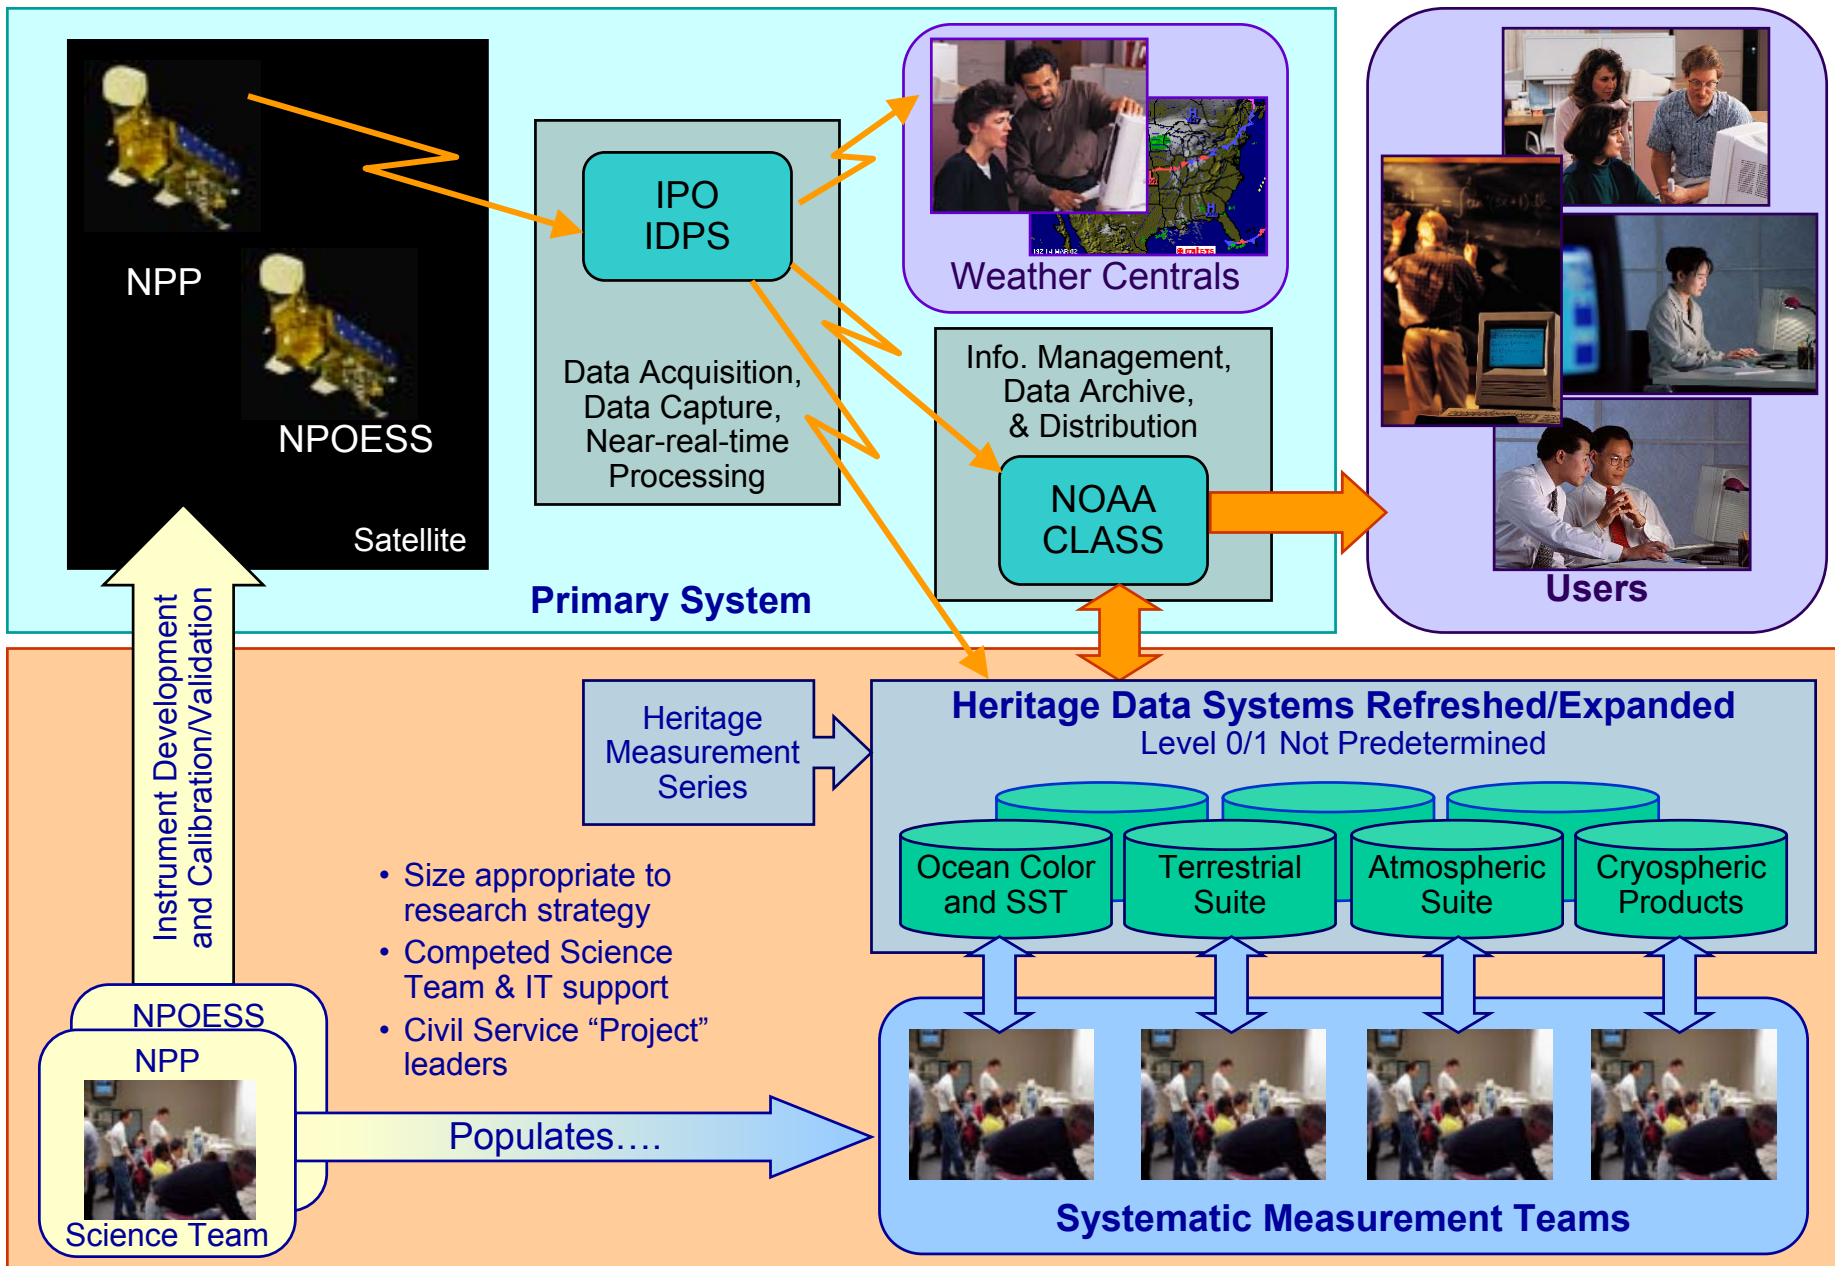 NPP
NPOESS
Satellite
IPO
IDPS
Data Acquisition,
Data Capture,
Near-real-time
Processing
Weather Centrals
Info. Management,
Data Archive,
& Distribution
NOAA
CLASS
Users
Primary System
Instrument Development
and Calibration/Validation
Heritage
Measurement
Series
Heritage Data Systems Refreshed/Expanded
Level 0/1 Not Predetermined
Ocean Color
and SST
Terrestrial
Suite
Atmospheric
Suite
Cryospheric
Products
• Size appropriate to
research strategy
• Competed Science
Team & IT support
• Civil Service “Project”
leaders
NPOESS
NPP
Science Team
Populates….
Systematic Measurement Teams